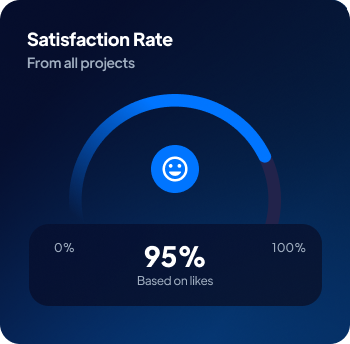 Satisfaction Rate
From all projects
0%
95%
100%
Based on likes